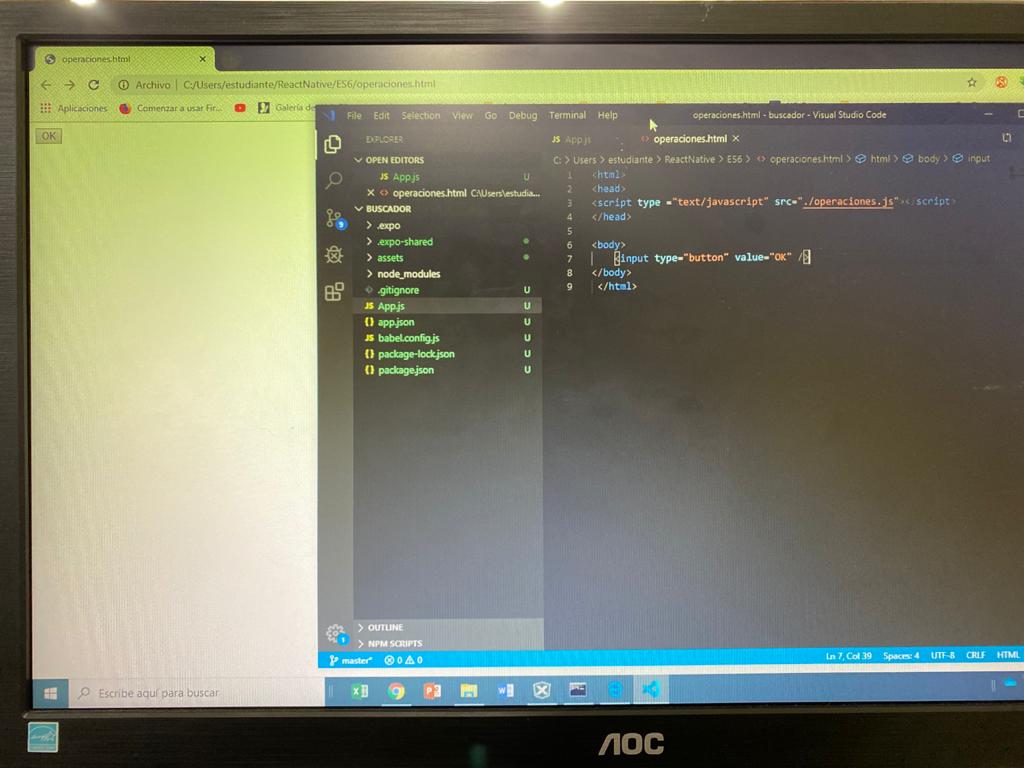 operaciones.html ×
Archivo | C:/Users/estudiante/ReactNative/ES6/operaciones.html
Aplicaciones Comenzar a usar Fir... Galería de
OK
File Edit Selection View Go Debug Terminal Help operaciones.html - buscador - Visual Studio Code
EXPLORER
JS App.js <> operaciones.html ×
C: > Users > estudiante > ReactNative > ES6 > <> operaciones.html > html > body > input
OPEN EDITORS
JS App.js U
× <> operaciones.html C:\Users\estudia...
BUSCADOR
> .expo
> .expo-shared
> assets
> node_modules
.gitignore U
JS App.js U
{} app.json U
JS babel.config.js U
{} package-lock.json U
{} package.json U
> OUTLINE
> NPM SCRIPTS
1 <html>
2 <head>
3 <script type ="text/javascript" src="./operaciones.js"></script>
4 </head>
5
6 <body>
7 <input type="button" value="OK" />
8 </body>
9 </html>
9
1
master* 0 0 Ln 7, Col 39 Spaces: 4 UTF-8 CRLF HTML
Escribe aquí para buscar
AOC